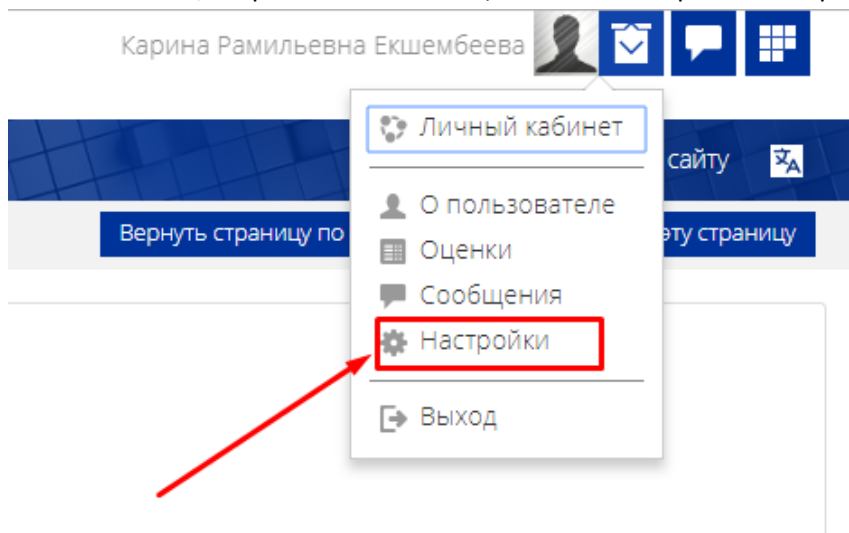 Карина Рамильевна Екшембеева
Личный кабинет
сайту
О пользователе
Вернуть страницу по
эту страницу
Оценки
Сообщения
Настройки
Выход